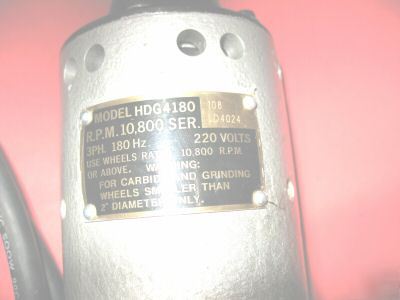 MODEL HDG4180 108
R.P.M. 10,800 SER. LD4024
3PH. 180 Hz. 220 VOLTS
USE WHEELS RATED 10,800 R.P.M.
OR ABOVE. WARNING:
FOR CARBIDE AND GRINDING
WHEELS SMALLER THAN
2" DIAMETER ONLY.